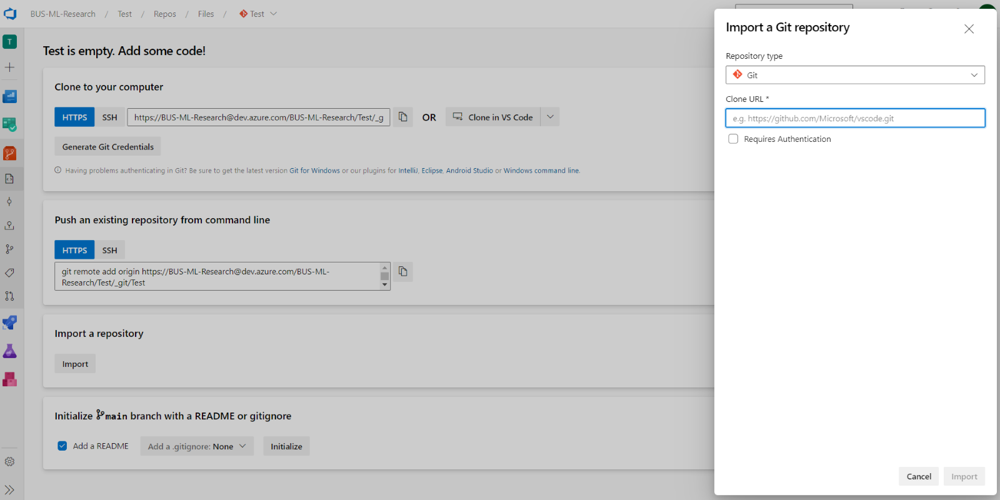 BUS-ML-Research / Test / Repos / Files / Test
T
Test is empty. Add some code!
Clone to your computer
HTTPS SSH https://BUS-ML-Research@dev.azure.com/BUS-ML-Research/Test/_g OR Clone in VS Code
Generate Git Credentials
Having problems authenticating in Git? Be sure to get the latest version Git for Windows or our plugins for IntelliJ, Eclipse, Android Studio or Windows command line.
Push an existing repository from command line
HTTPS SSH
git remote add origin https://BUS-ML-Research@dev.azure.com/BUS-ML-
Research/Test/_git/Test
Import a repository
Import
Initialize main branch with a README or gitignore
Add a README Add a .gitignore: None Initialize
Import a Git repository
Repository type
Git
Clone URL *
e.g. https://github.com/Microsoft/vscode.git
Requires Authentication
Cancel Import